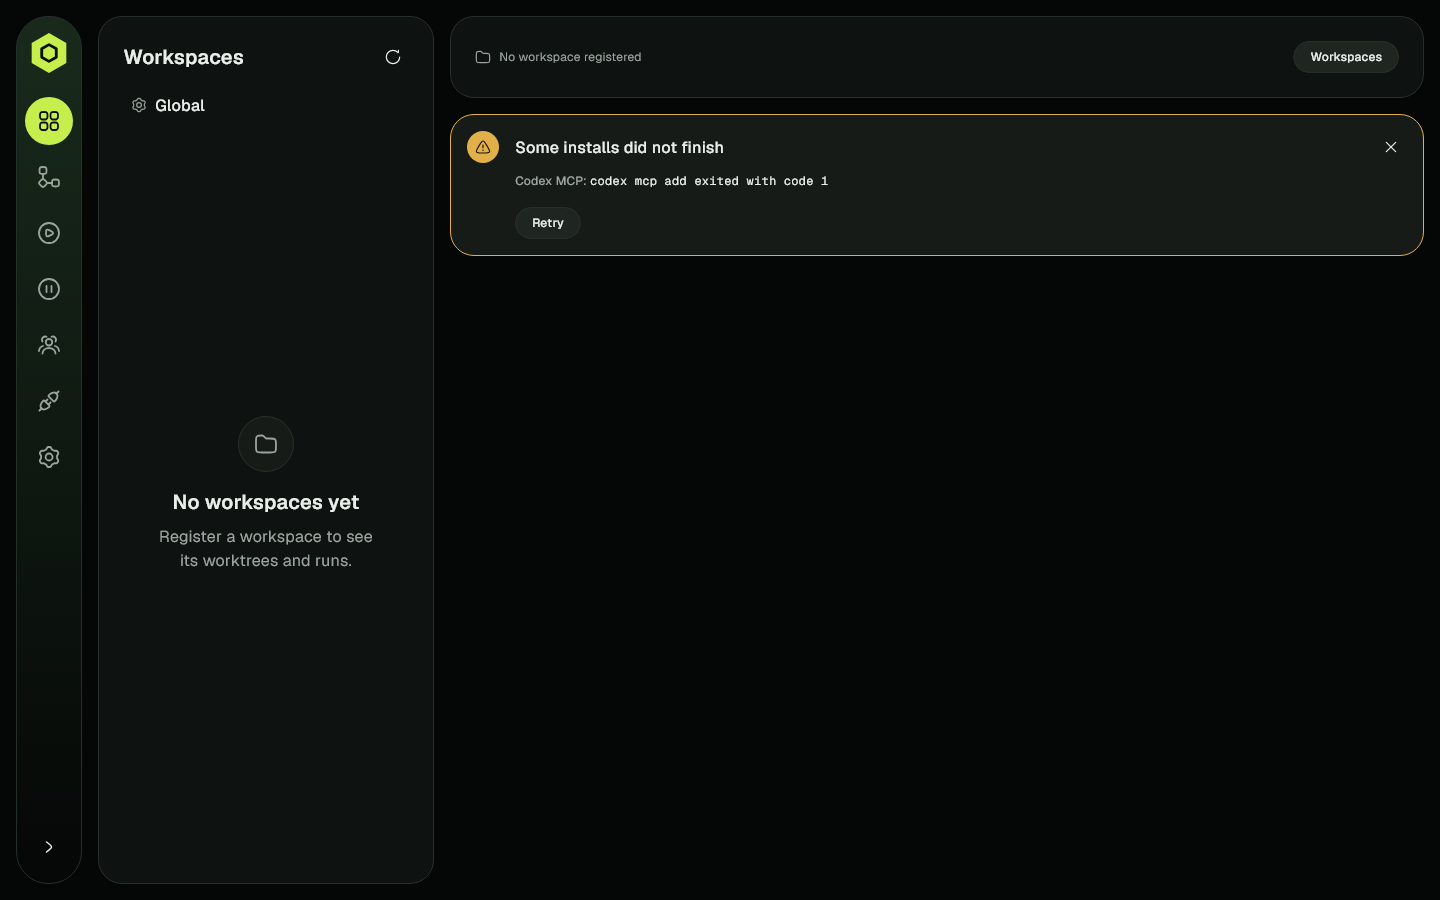 Workspaces
Global
No workspaces yet
Register a workspace to see
its worktrees and runs.
No workspace registered
Workspaces
Some installs did not finish
Codex MCP: codex mcp add exited with code 1
Retry